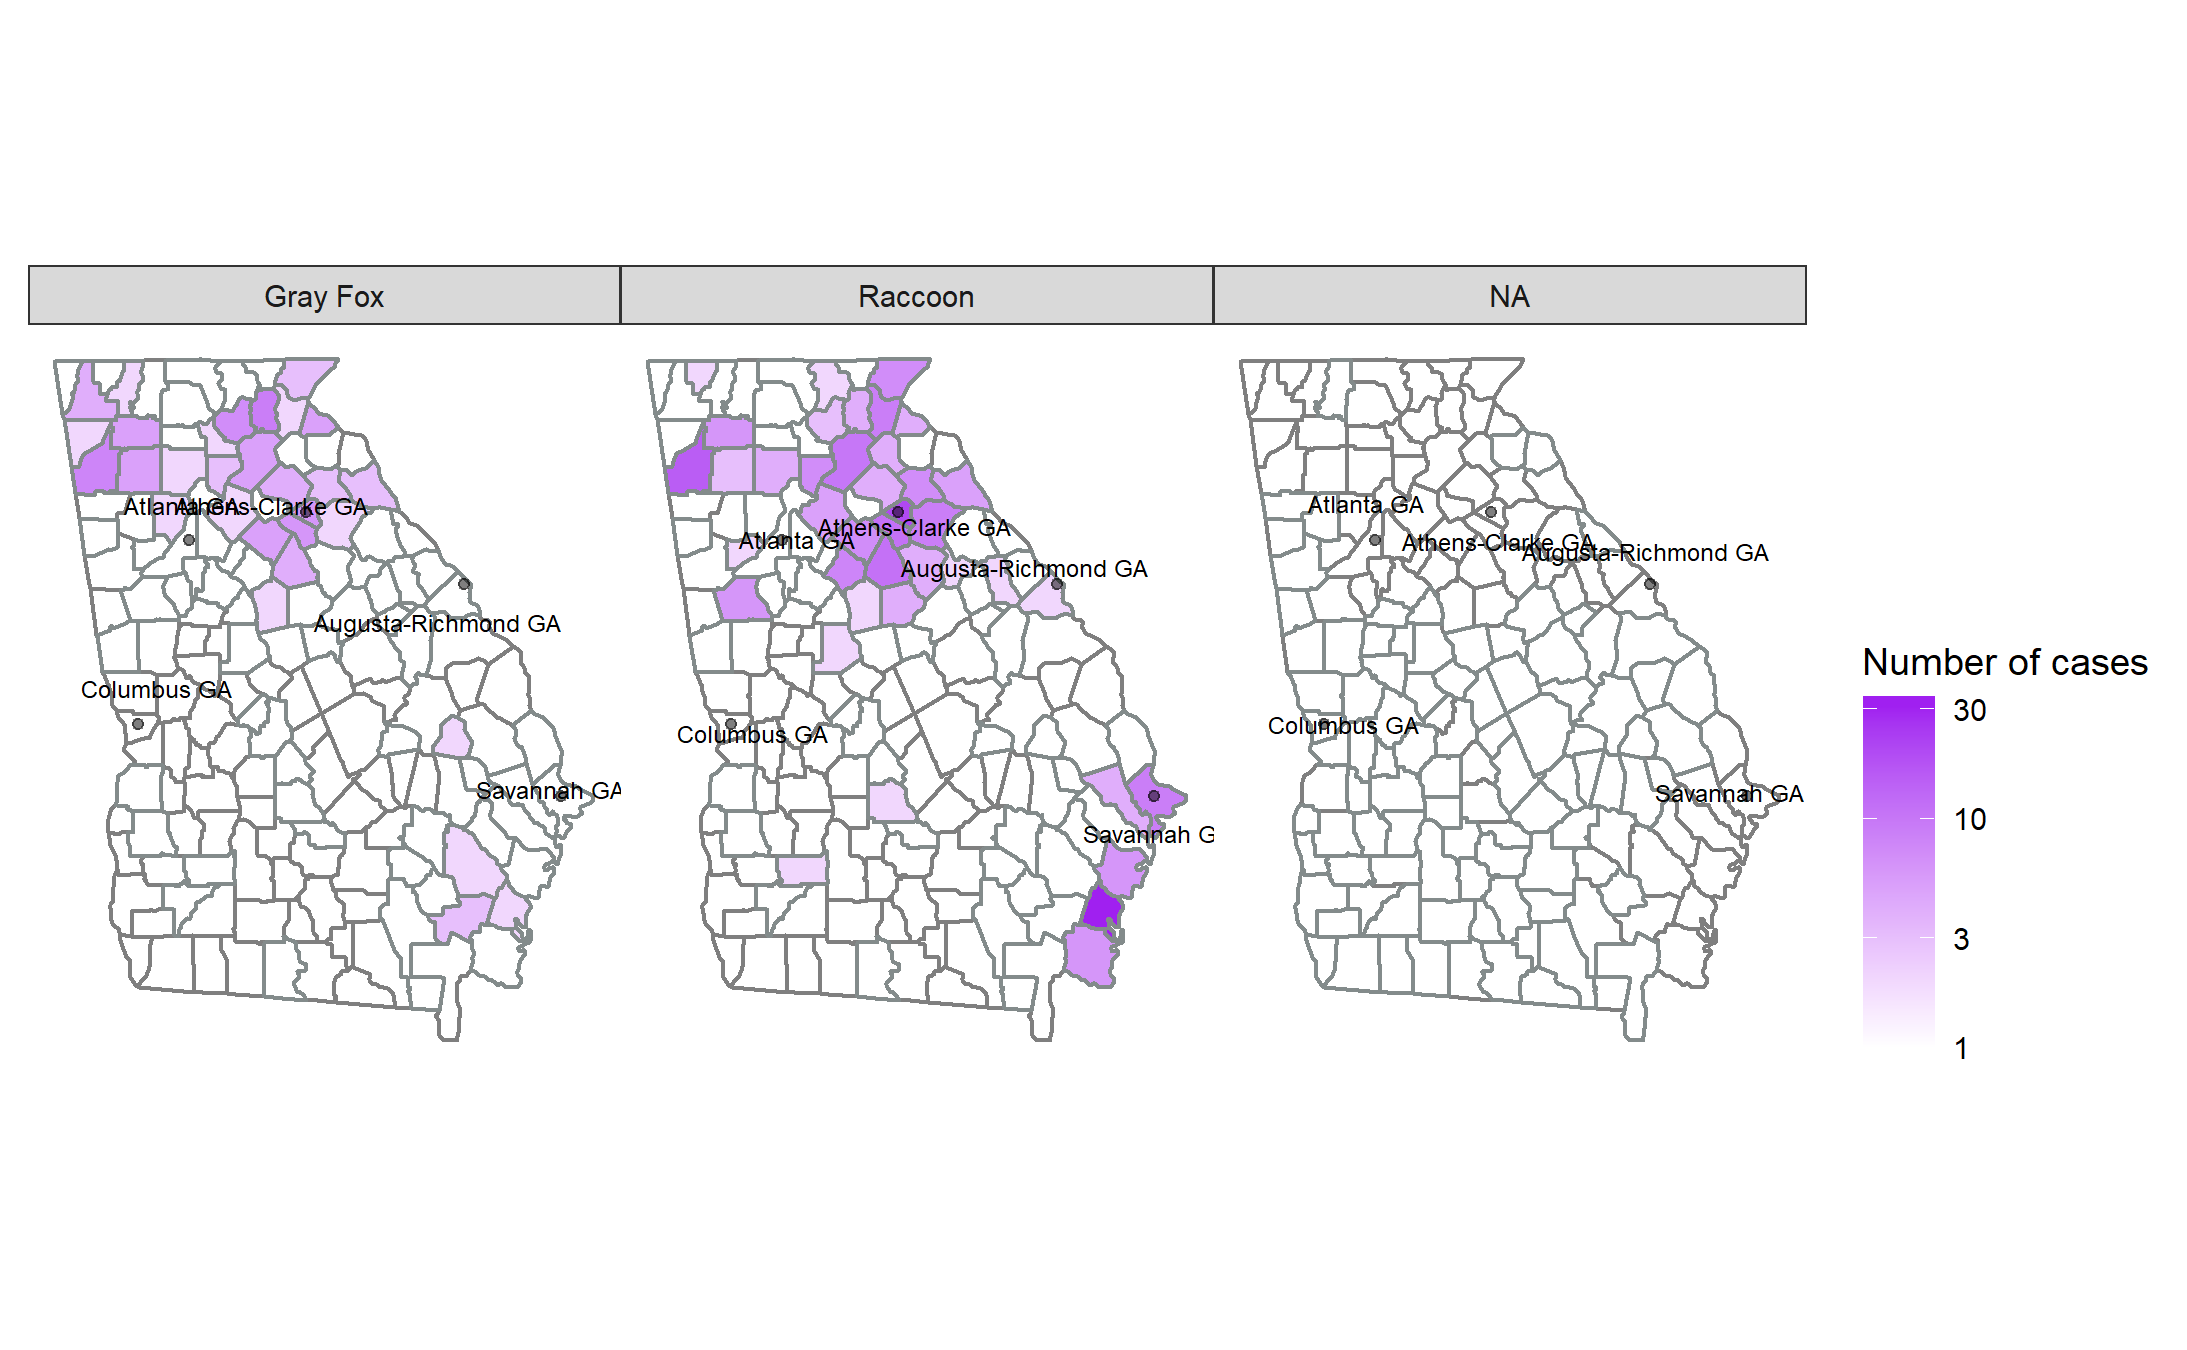 Gray Fox
Raccoon
NA
Atlanta GA
Athens-Clarke GA
Augusta-Richmond GA
Columbus GA
Savannah GA
Athens-Clarke GA
Atlanta GA
Augusta-Richmond GA
Columbus GA
Savannah G
Atlanta GA
Athens-Clarke GA
Augusta-Richmond GA
Columbus GA
Savannah GA
Number of cases
30
10
3
1